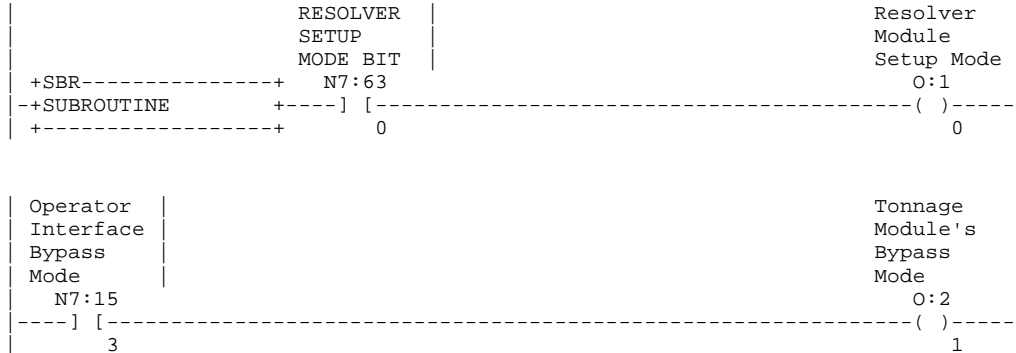 |                     RESOLVER  |                                  Resolver
|                     SETUP     |                                  Module
|                     MODE BIT  |                                  Setup Mode
| +SBR---------------+   N7:63                                        O:1
|-+SUBROUTINE        +----] [------------------------------------------( )-----
| +------------------+      0                                            0
| Operator  |                                                       Tonnage
| Interface |                                                       Module's
| Bypass    |                                                       Bypass
| Mode      |                                                       Mode
|   N7:15                                                             O:2
|----] [---------------------------------------------------------------( )-----
|      3                                                                 1